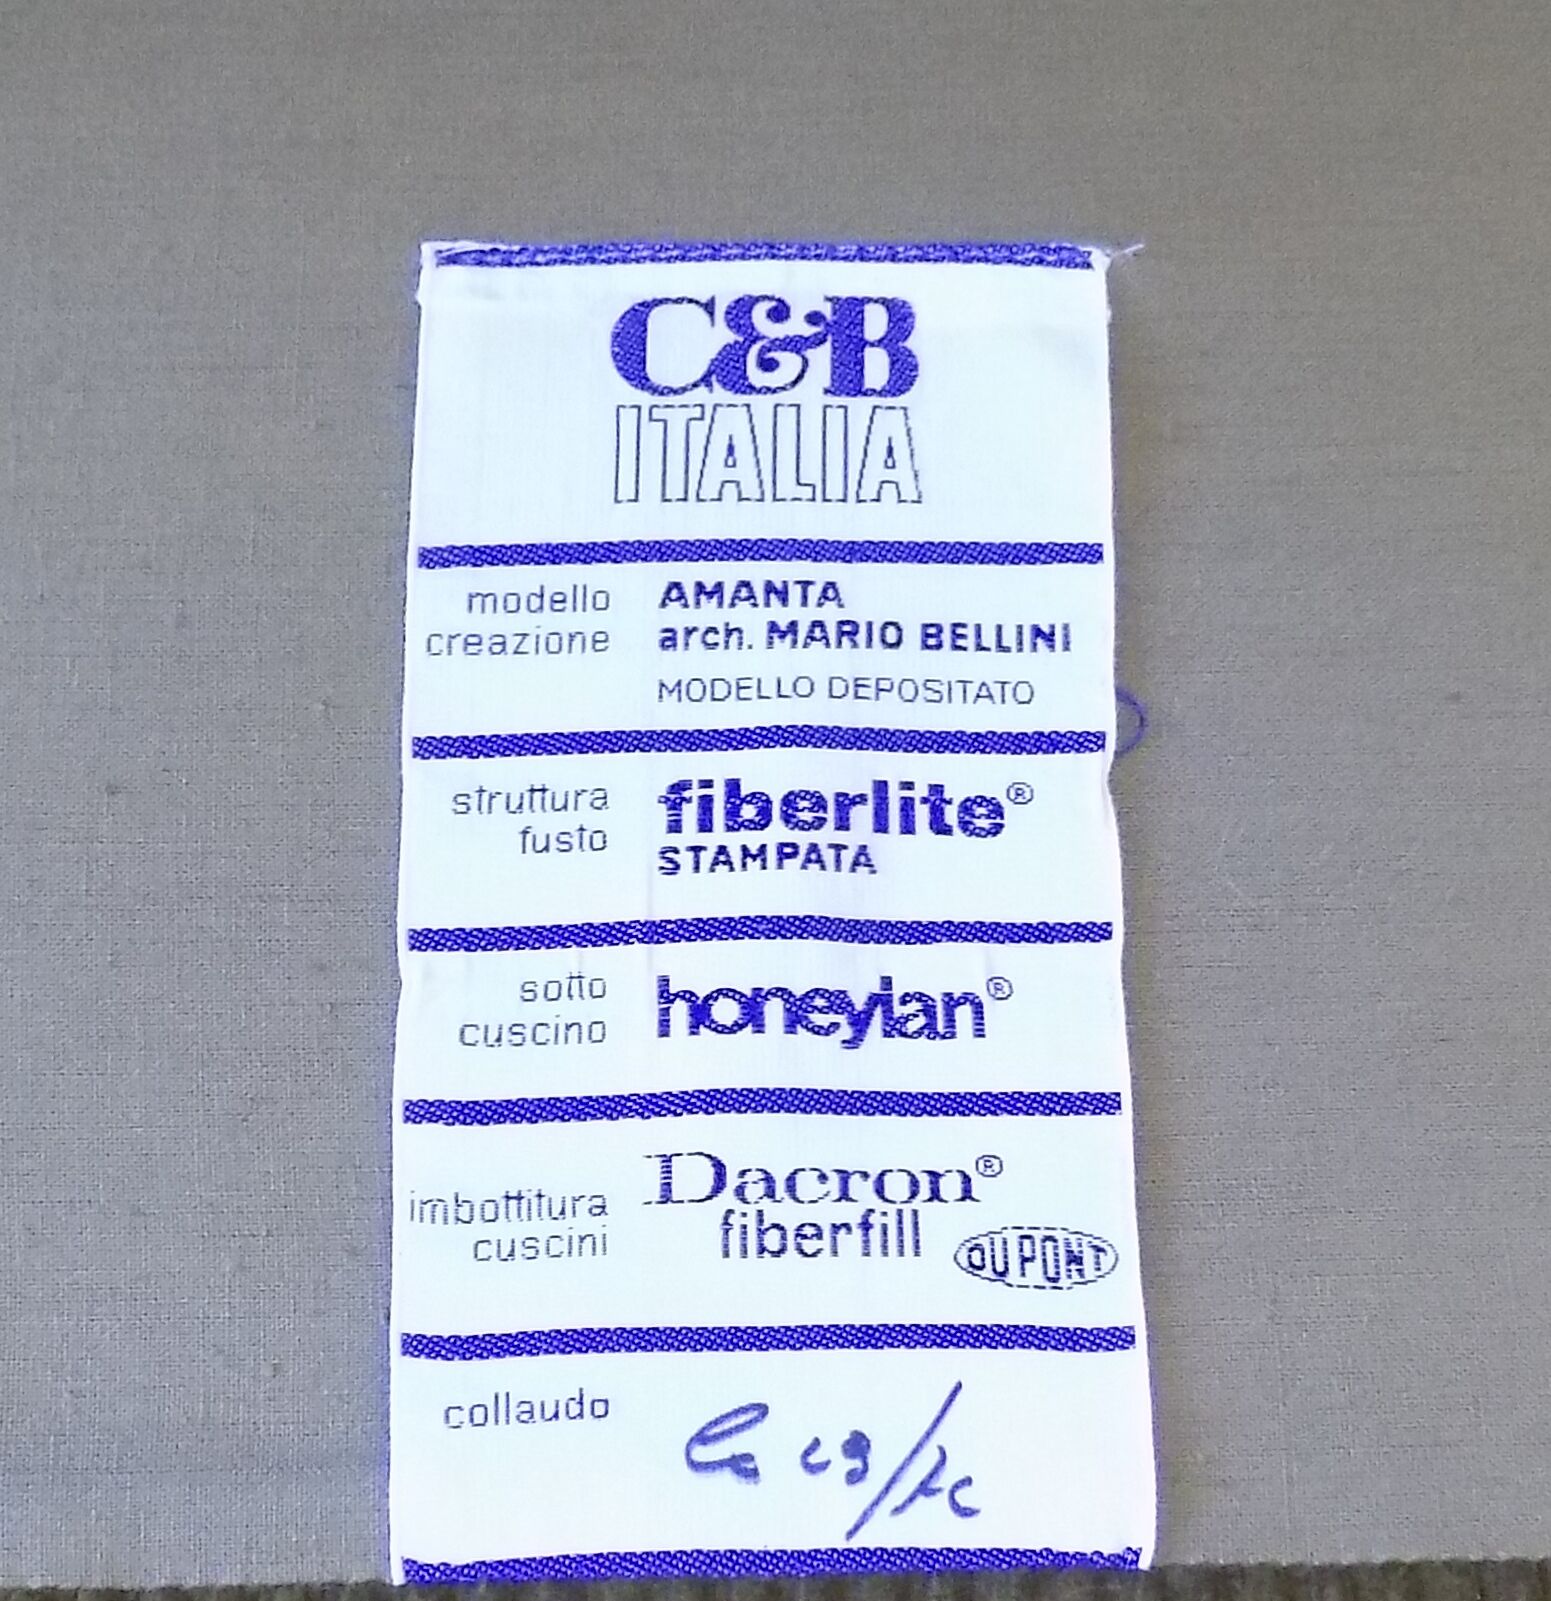 C&B
ITALIA
modello AMANTA
creazione arch. MARIO BELLINI
MODELLO DEPOSITATO
struttura fiberlite®
fusto STAMPATA
sotto honeylan®
cuscino
Dacron®
imbottitura fiberfill
cuscini DUPONT
collaudo